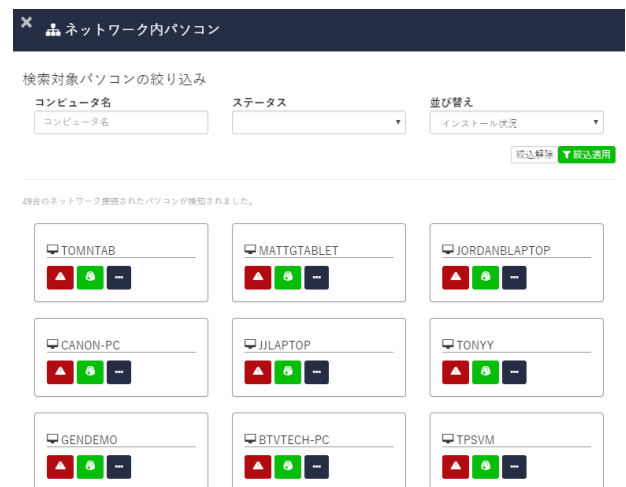 ネットワーク内パソコン
検索対象パソコンの絞り込み
コンピュータ名 ステータス 並び替え
コンピュータ名 インストール状況
絞込解除 絞込適用
49台のネットワーク接続されたパソコンが検知されました。
TOMNTAB MATTGTABLET JORDANBLAPTOP
CANON-PC JJLAPTOP TONYY
GENDEMO BTVTECH-PC TPSVM